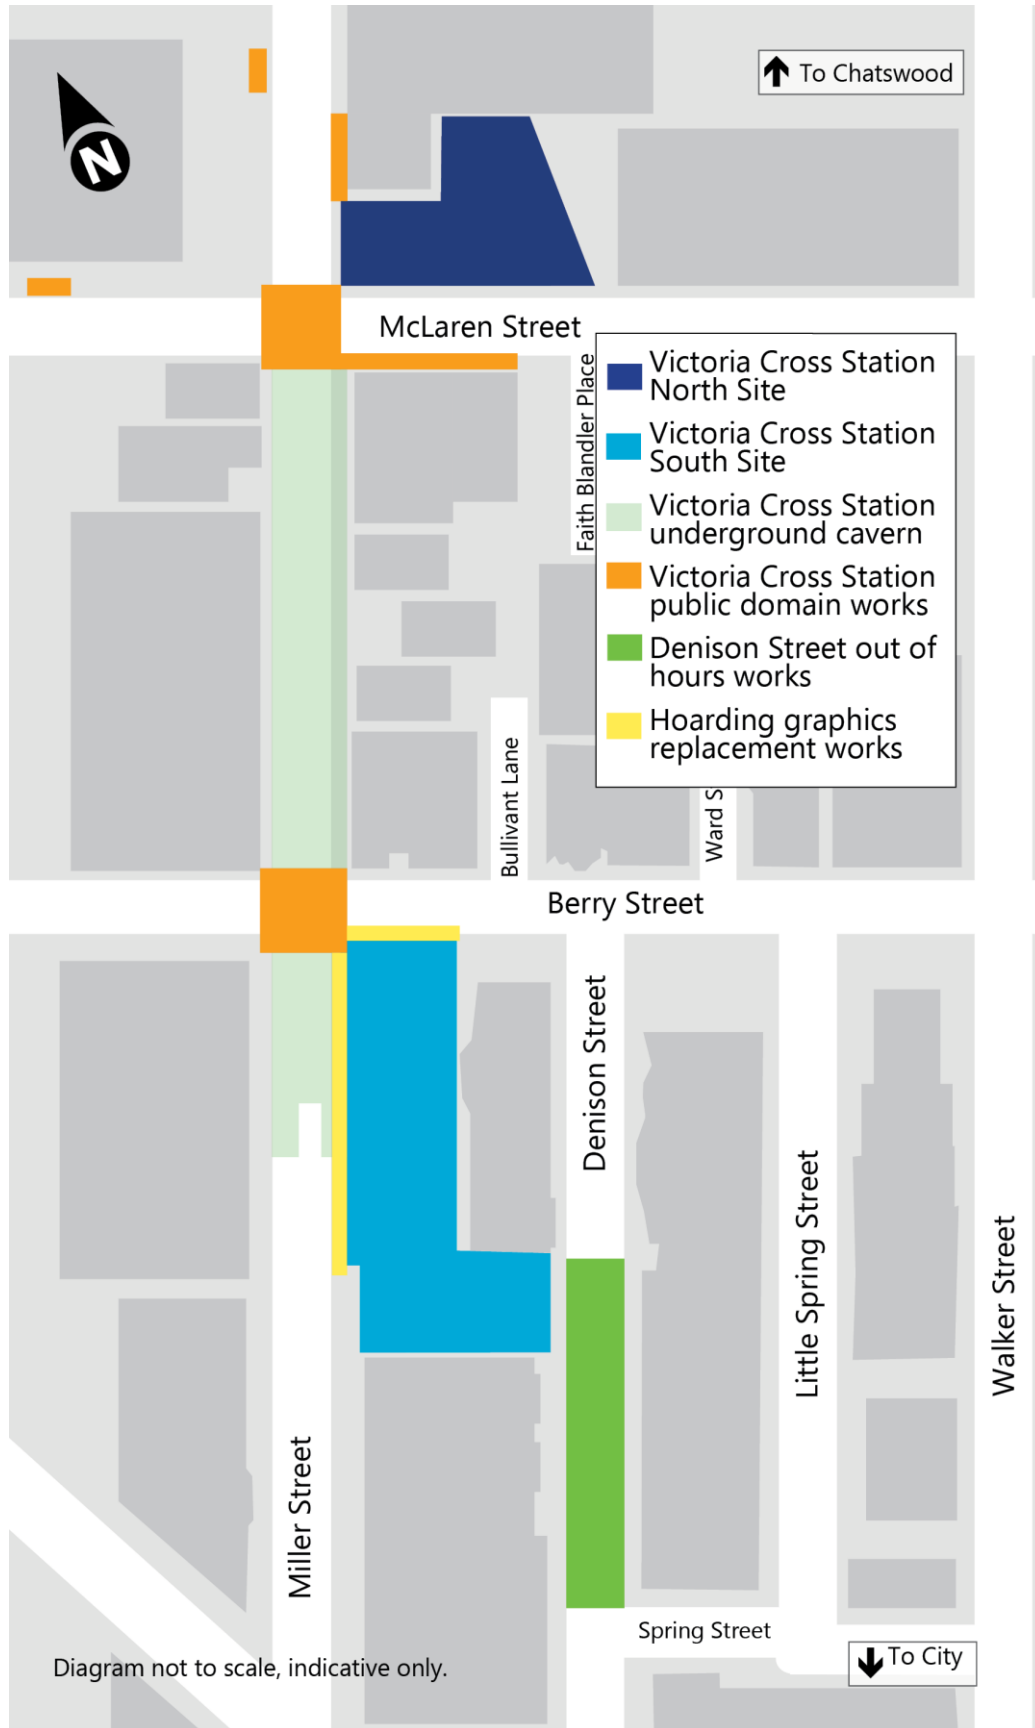 To Chatswood
N
McLaren Street
Faith Blandler Place
Victoria Cross Station
North Site
Victoria Cross Station
South Site
Victoria Cross Station
underground cavern
Victoria Cross Station
public domain works
Denison Street out of
hours works
Hoarding graphics
replacement works
Bullivant Lane
Ward S
Berry Street
Denison Street
Little Spring Street
Walker Street
Miller Street
Spring Street
To City
Diagram not to scale, indicative only.